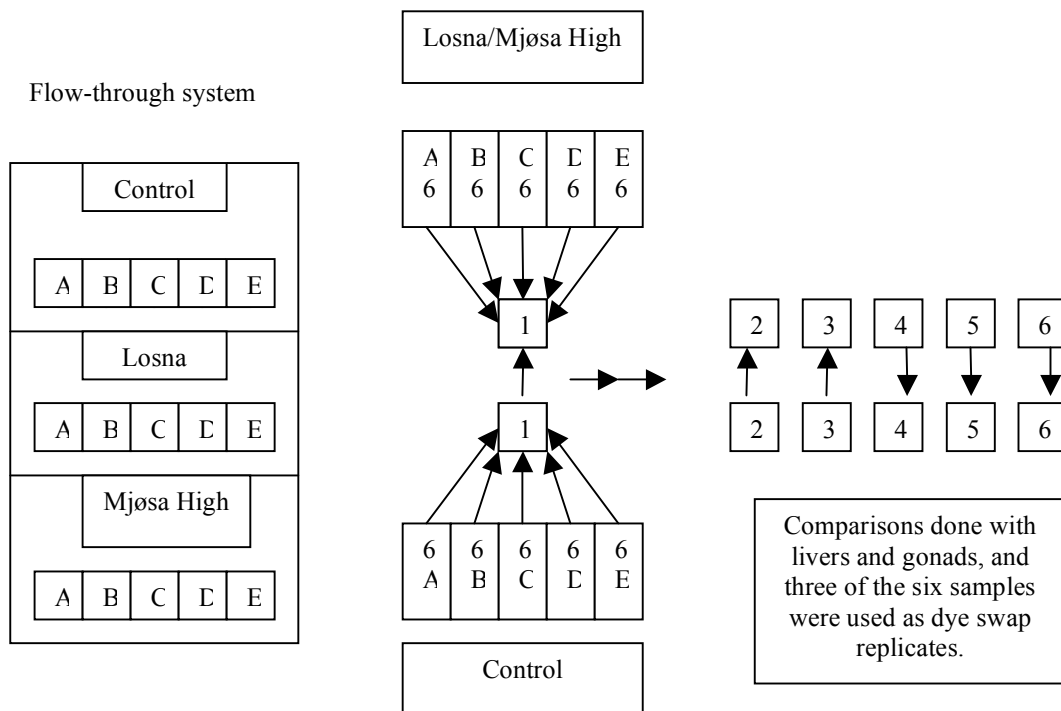 Flow-through system
Control
A B C D E
Losna
A B C D E
Mjøsa High
A B C D E
Losna/Mjøsa High
A B C D E
6 6 6 6 6
1
1
6 6 6 6 6
A B C D E
Control
2 3 4 5 6
2 3 4 5 6
Comparisons done with
livers and gonads, and
three of the six samples
were used as dye swap
replicates.